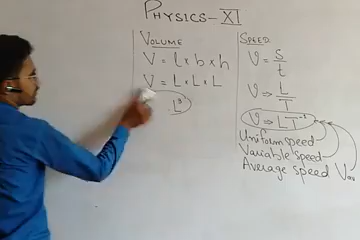 PHYSICS-XI
VOLUME
V = l×b×h
V = L×L×L
L³
SPEED
V = S/t
V ⇒ L/T
V ⇒ LT⁻¹
Uniform speed
Variable speed
Average speed